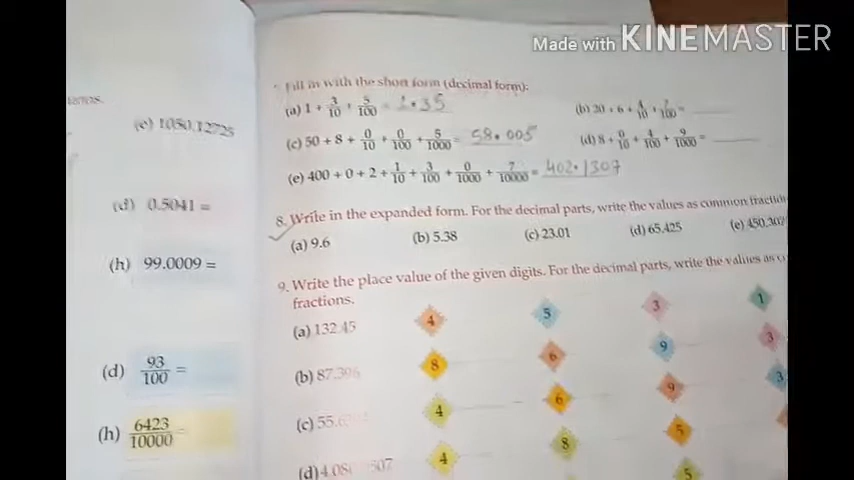 Made with KINEMASTER
(e) 1050.12725
(d) 0.5041 =
(h) 99.0009 =
(d) 93/100 =
(h) 6423/10000
Fill in with the short form (decimal form):
(a) 1 + 3/10 + 5/100 = 1.35 (b) 20 + 6 + 4/10 + 7/100 =
(c) 50 + 8 + 0/10 + 0/100 + 5/1000 = 58.005 (d) 8 + 0/10 + 4/100 + 9/1000 =
(e) 400 + 0 + 2 + 1/10 + 3/100 + 0/1000 + 7/10000 = 402.1307
8. Write in the expanded form. For the decimal parts, write the values as common
(a) 9.6 (b) 5.38 (c) 23.01 (d) 65.425 (e) 450.307
9. Write the place value of the given digits. For the decimal parts, write the values as
fractions.
(a) 132.45 4 5 3 1
(b) 87.396 8 6 9 3
(c) 4 6 9 3
(d) 4 8 5
5